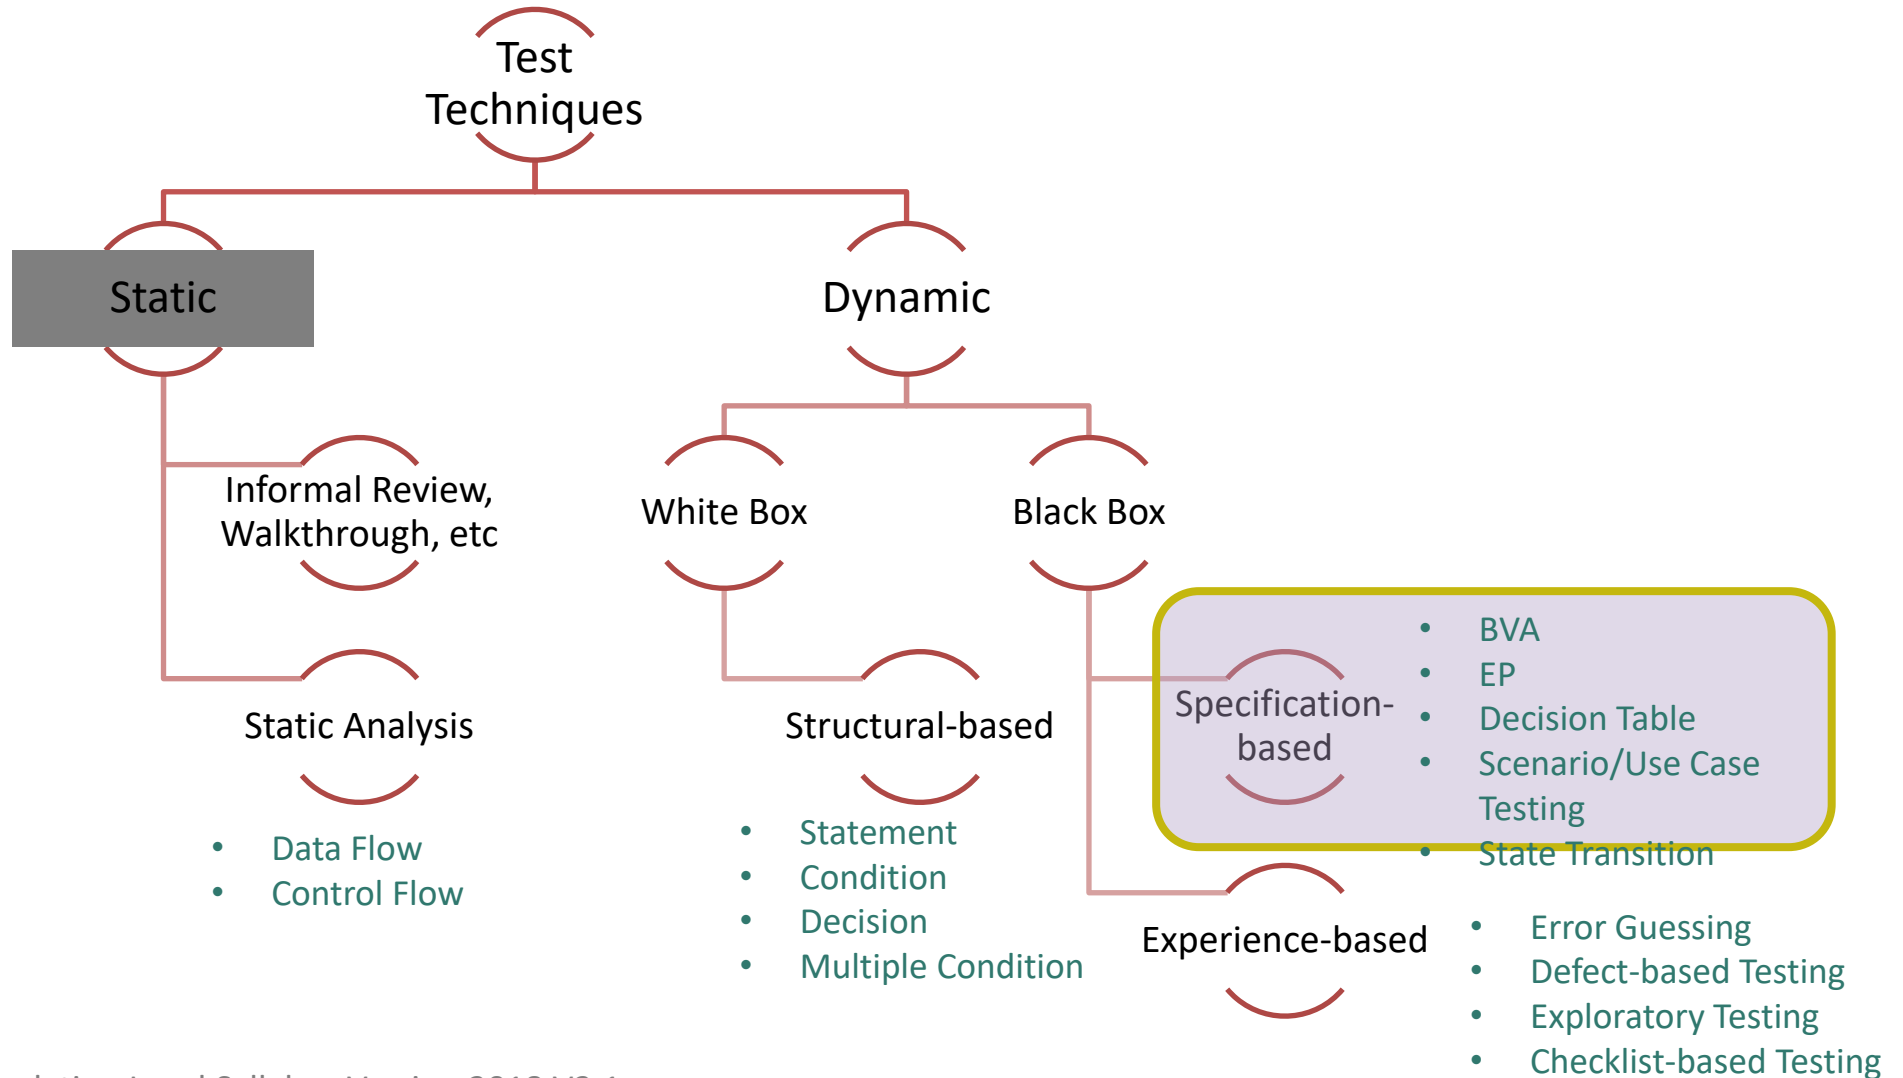 Test
Techniques
Static
Dynamic
Informal Review,
Walkthrough, etc
White Box
Black Box
Static Analysis
• Data Flow
• Control Flow
Structural-based
• Statement
• Condition
• Decision
• Multiple Condition
Specification-
based
• BVA
• EP
• Decision Table
• Scenario/Use Case
Testing
• State Transition
Experience-based
• Error Guessing
• Defect-based Testing
• Exploratory Testing
• Checklist-based Testing